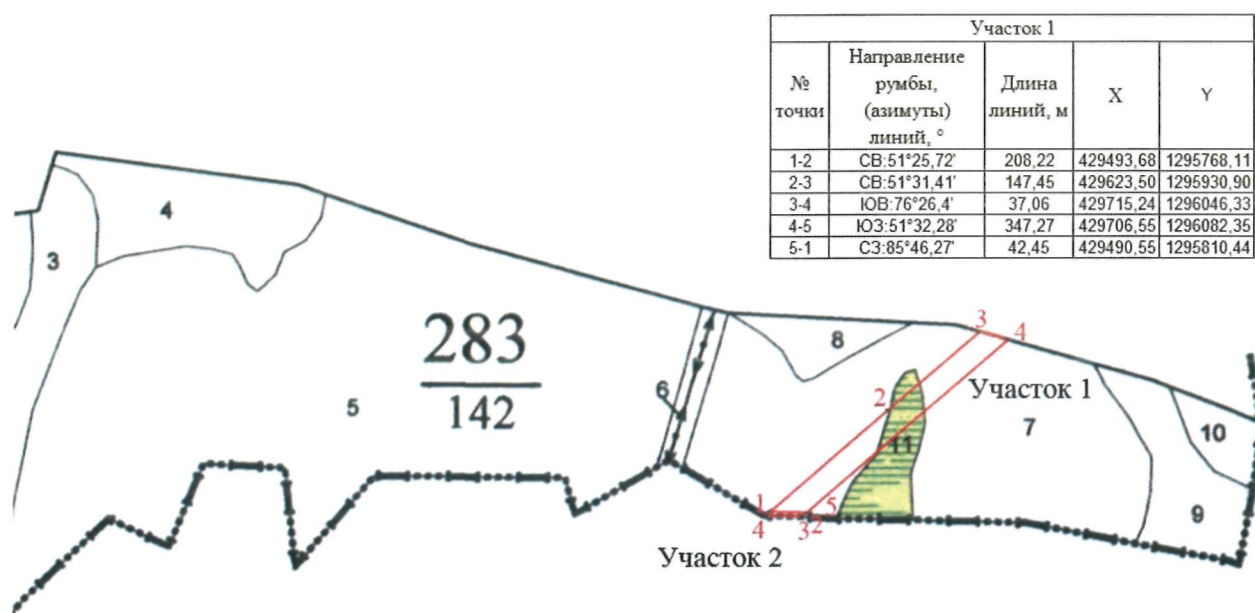 Участок 1
№ точки
Направление румбы, (азимуты) линий, °
Длина линий, м
X
Y
1-2 СВ:51°25,72' 208,22 429493,68 1295768,11
2-3 СВ:51°31,41' 147,45 429623,50 1295930,90
3-4 ЮВ:76°26,4' 37,06 429715,24 1296046,33
4-5 ЮЗ:51°32,28' 347,27 429706,55 1296082,35
5-1 СЗ:85°46,27' 42,45 429490,55 1295810,44
4
3
283
142
5
6
8
3
4
2
Участок 1
7
10
11
1
5
9
4
3
2
Участок 2